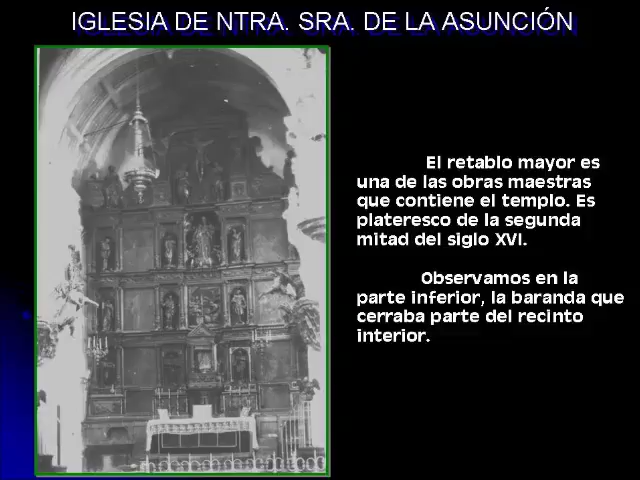 IGLESIA DE NTRA. SRA. DE LA ASUNCIÓN
El retablo mayor es
una de las obras maestras
que contiene el templo. Es
plateresco de la segunda
mitad del siglo XVI.
Observamos en la
parte inferior, la baranda que
cerraba parte del recinto
interior.